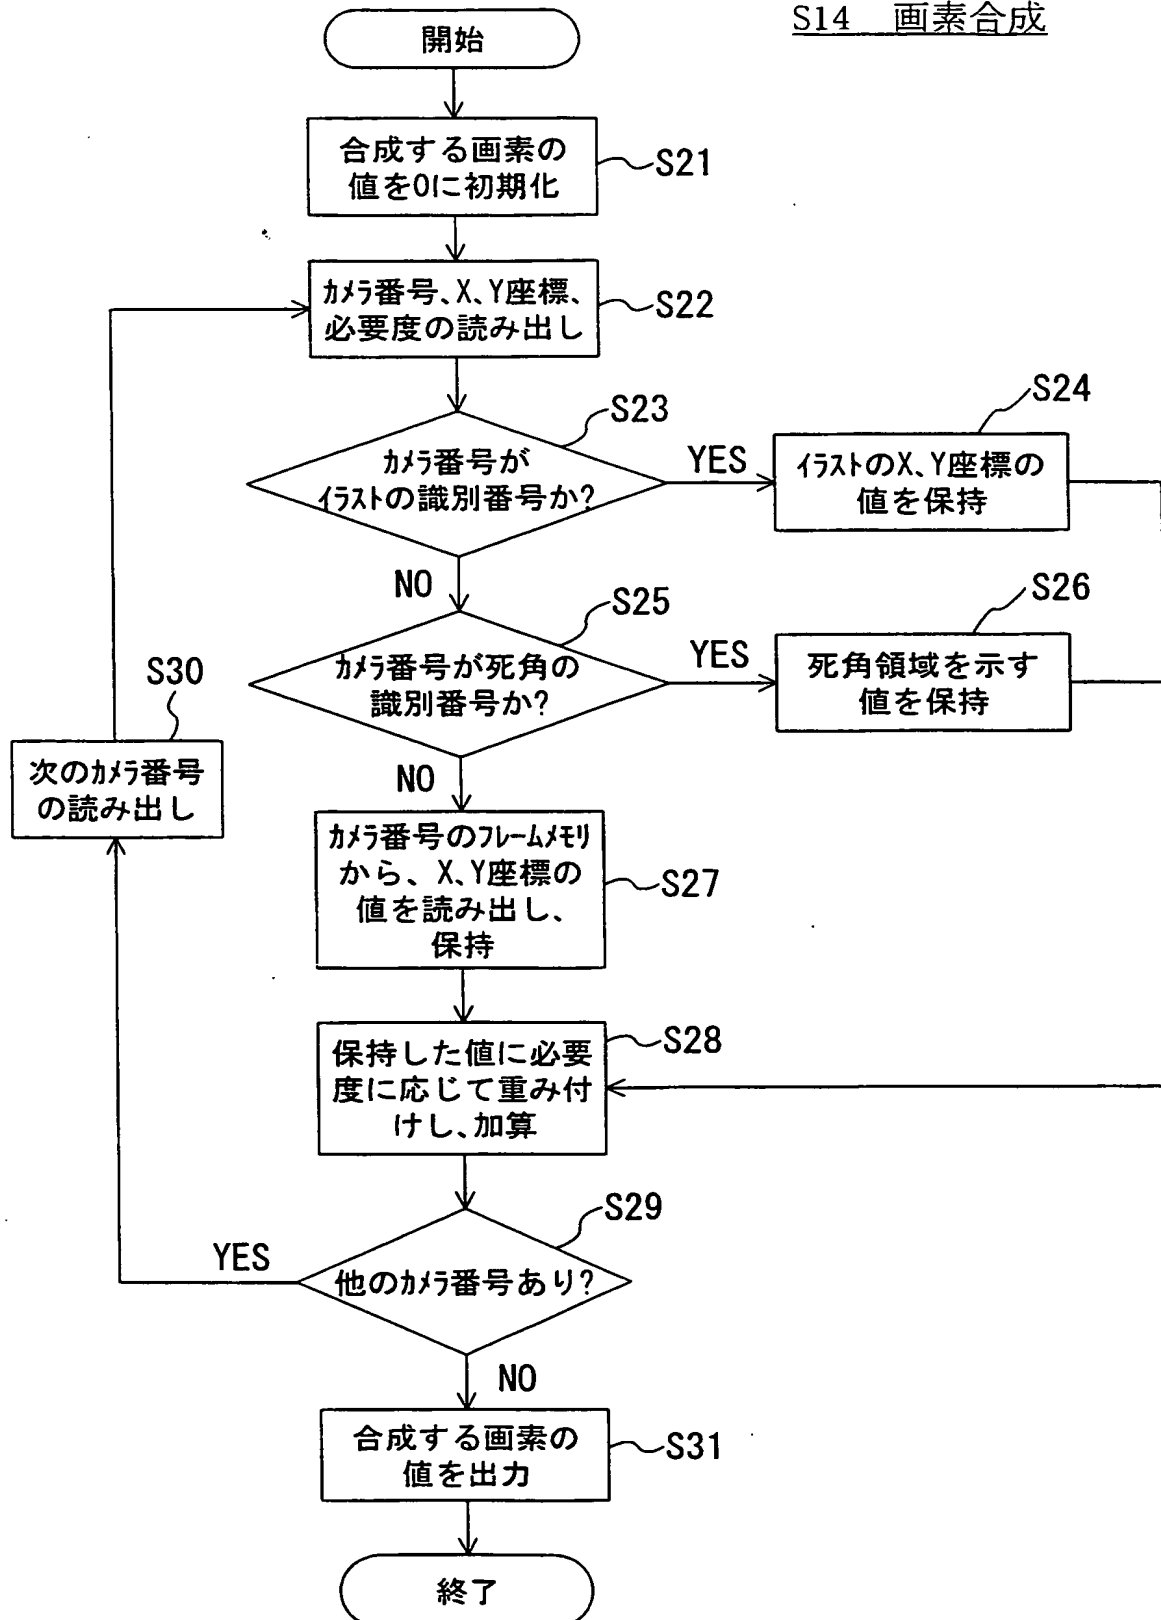 S14 画素合成
開始
合成する画素の
値を0に初期化
S21
カメラ番号、X、Y座標、
必要度の読み出し
S22
S23
カメラ番号が
イラストの識別番号か?
YES
S24
イラストのX、Y座標の
値を保持
NO
S25
カメラ番号が死角の
識別番号か?
YES
S26
死角領域を示す
値を保持
S30
次のカメラ番号
の読み出し
NO
カメラ番号のフレームメモリ
から、X、Y座標の
値を読み出し、
保持
S27
保持した値に必要
度に応じて重み付
けし、加算
S28
S29
他のカメラ番号あり?
YES
NO
合成する画素の
値を出力
S31
終了